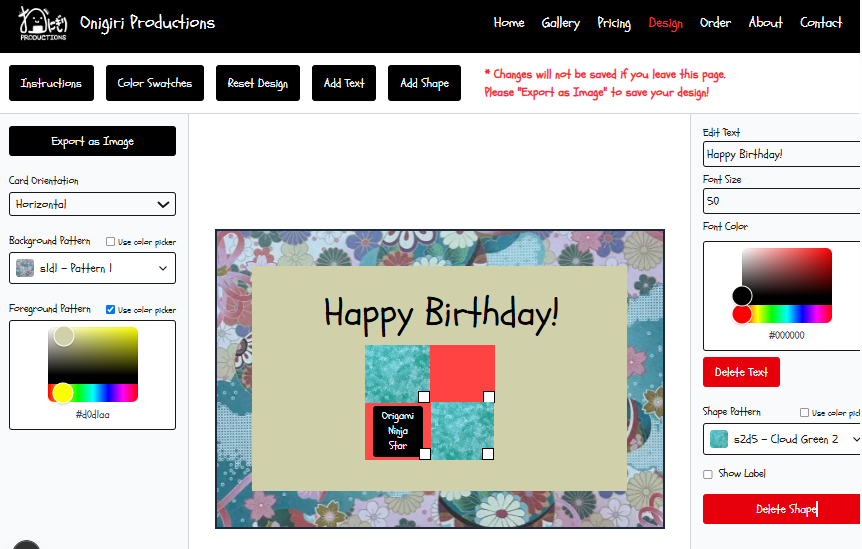 おにぎり
PRODUCTIONS
Onigiri Productions
Home Gallery Pricing Design Order About Contact
Instructions Color Swatches Reset Design Add Text Add Shape
* Changes will not be saved if you leave this page.
Please "Export as Image" to save your design!
Export as Image
Card Orientation
Horizontal
Background Pattern Use color picker
s1d1 - Pattern 1
Foreground Pattern Use color picker
#d0d1aa
Happy Birthday!
Origami
Ninja
Star
Edit Text
Happy Birthday!
Font Size
50
Font Color
#000000
Delete Text
Shape Pattern Use color pick
s2d5 - Cloud Green 2
Show Label
Delete Shape